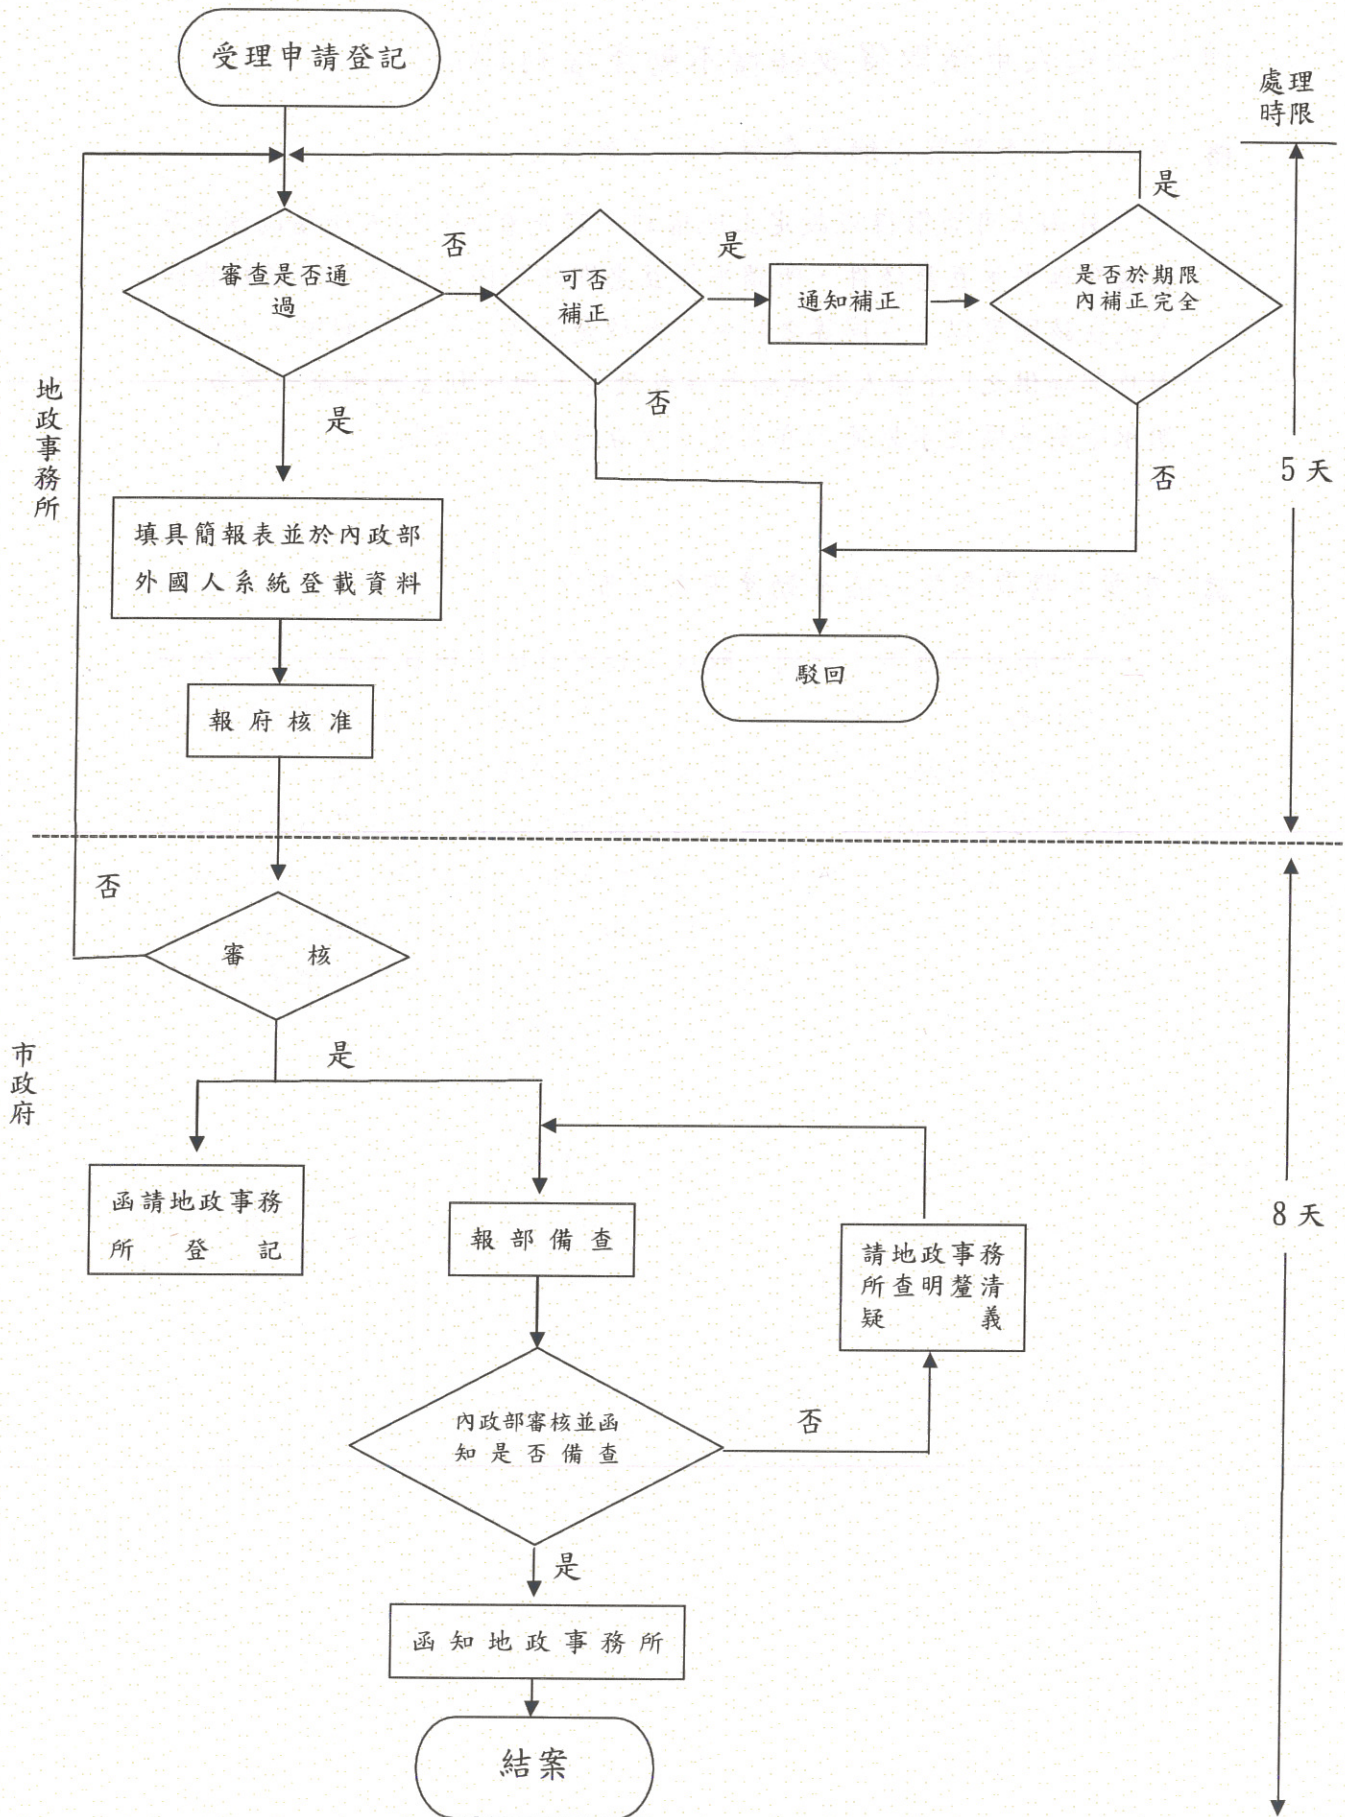 受理申請登記
處理
時限
是
否
是
審查是否通
過
可否
補正
通知補正
是否於期限
內補正完全
地政事務所
是
否
否
5天
填具簡報表並於內政部
外國人系統登載資料
駁回
報府核准
否
審核
市政府
是
函請地政事務
所登記
報部備查
請地政事務
所查明釐清
疑義
8天
內政部審核並函
知是否備查
否
是
函知地政事務所
結案